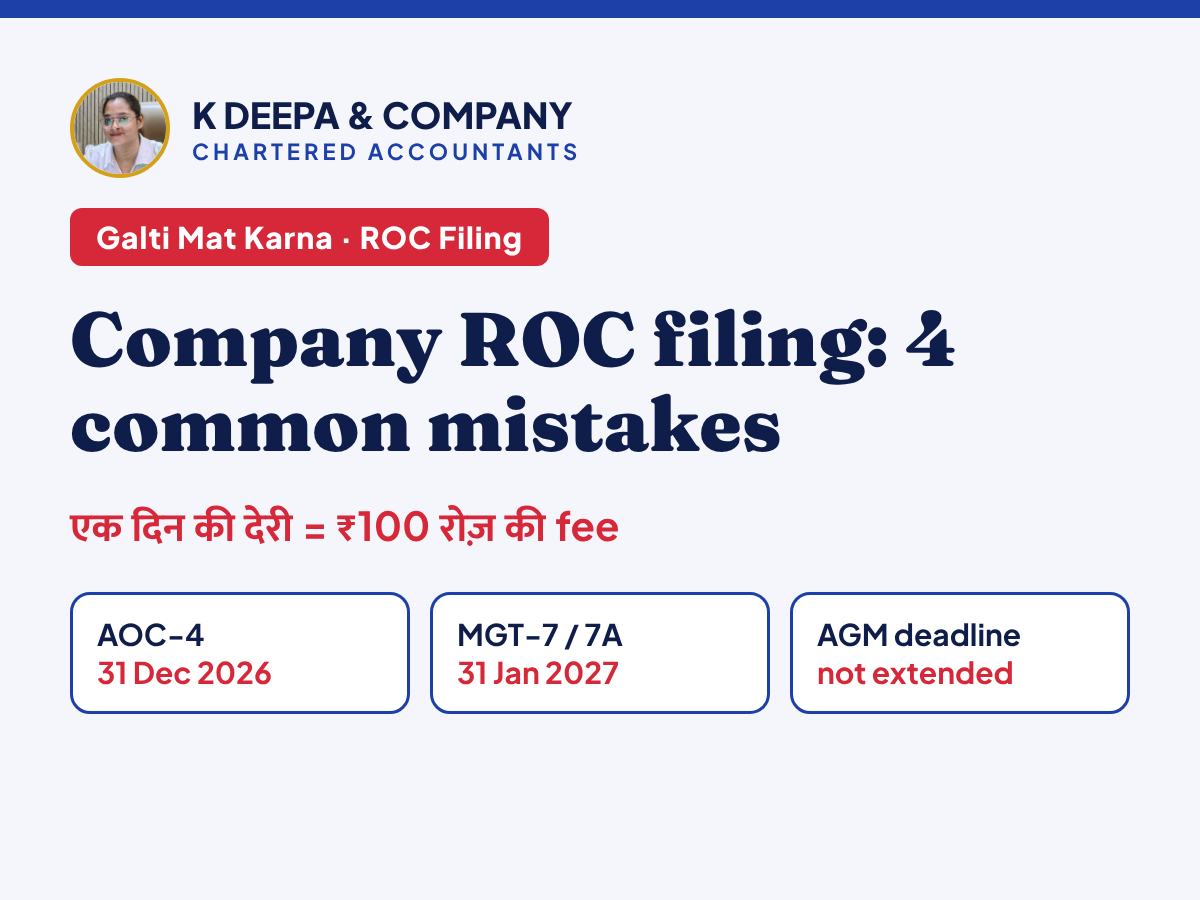 K DEEPA & COMPANY
CHARTERED ACCOUNTANTS
Galti Mat Karna · ROC Filing
Company ROC filing: 4
common mistakes
एक दिन की देरी = ₹100 रोज़ की fee
AOC-4
31 Dec 2026
MGT-7 / 7A
31 Jan 2027
AGM deadline
not extended